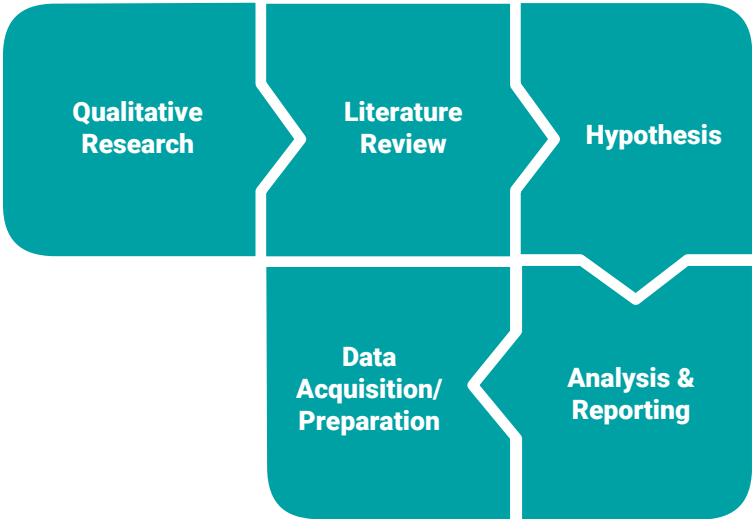 Qualitative
Research
Literature
Review
Hypothesis
Data
Acquisition/
Preparation
Analysis &
Reporting